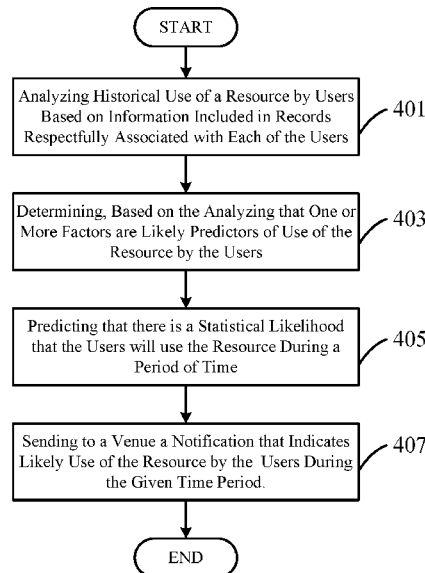 START
Analyzing Historical Use of a Resource by Users
Based on Information Included in Records
Respectfully Associated with Each of the Users
401
Determining, Based on the Analyzing that One or
More Factors are Likely Predictors of Use of the
Resource by the Users
403
Predicting that there is a Statistical Likelihood
that the Users will use the Resource During a
Period of Time
405
Sending to a Venue a Notification that Indicates
Likely Use of the Resource by the Users During
the Given Time Period.
407
END